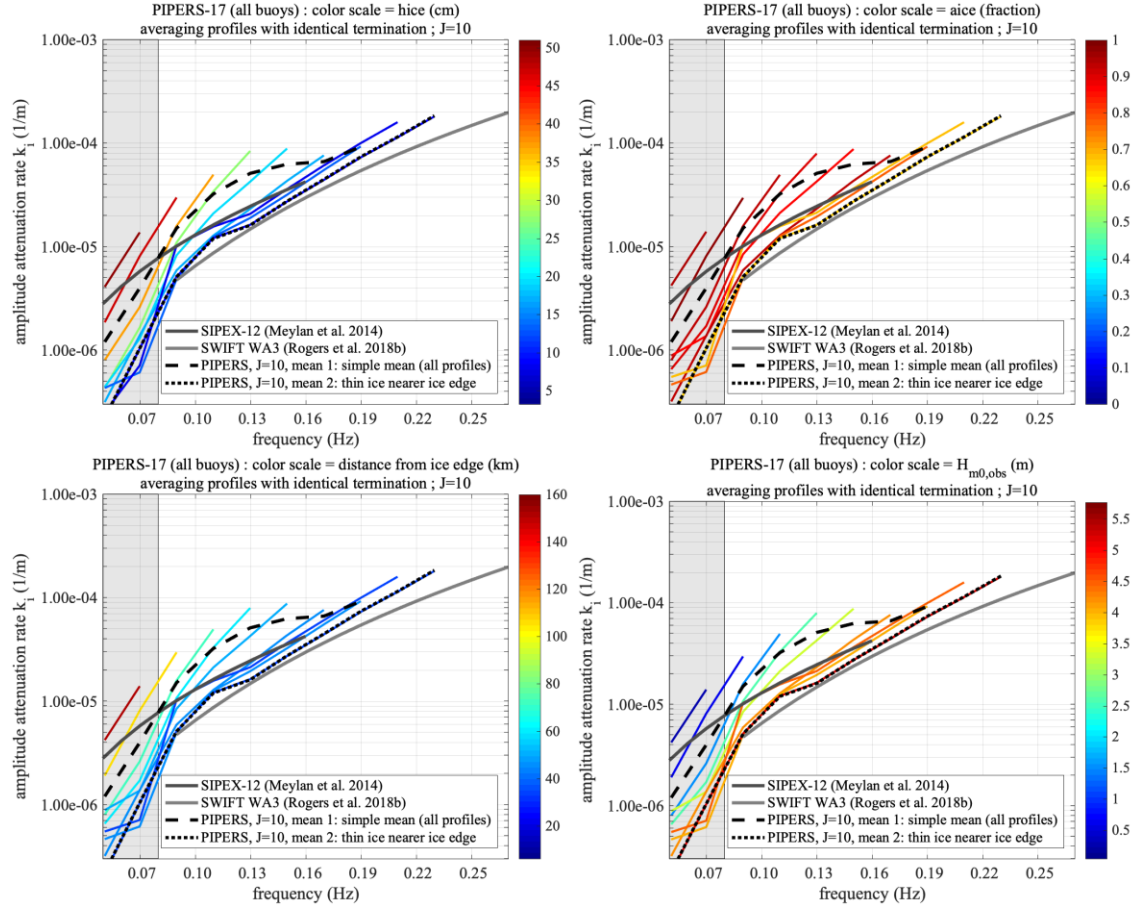 PIPERS-17 (all buoys) : color scale = hice (cm)
averaging profiles with identical termination ; J=10
1.00e-03
1.00e-04
1.00e-05
1.00e-06
amplitude attenuation rate k_i (1/m)
0.07 0.10 0.13 0.16 0.19 0.22 0.25
frequency (Hz)
SIPEX-12 (Meylan et al. 2014)
SWIFT WA3 (Rogers et al. 2018b)
PIPERS, J=10, mean 1: simple mean (all profiles)
PIPERS, J=10, mean 2: thin ice nearer ice edge
50
45
40
35
30
25
20
15
10
5
PIPERS-17 (all buoys) : color scale = aice (fraction)
averaging profiles with identical termination ; J=10
1.00e-03
1.00e-04
1.00e-05
1.00e-06
amplitude attenuation rate k_i (1/m)
0.07 0.10 0.13 0.16 0.19 0.22 0.25
frequency (Hz)
SIPEX-12 (Meylan et al. 2014)
SWIFT WA3 (Rogers et al. 2018b)
PIPERS, J=10, mean 1: simple mean (all profiles)
PIPERS, J=10, mean 2: thin ice nearer ice edge
1
0.9
0.8
0.7
0.6
0.5
0.4
0.3
0.2
0.1
0
PIPERS-17 (all buoys) : color scale = distance from ice edge (km)
averaging profiles with identical termination ; J=10
1.00e-03
1.00e-04
1.00e-05
1.00e-06
amplitude attenuation rate k_i (1/m)
0.07 0.10 0.13 0.16 0.19 0.22 0.25
frequency (Hz)
SIPEX-12 (Meylan et al. 2014)
SWIFT WA3 (Rogers et al. 2018b)
PIPERS, J=10, mean 1: simple mean (all profiles)
PIPERS, J=10, mean 2: thin ice nearer ice edge
160
140
120
100
80
60
40
20
PIPERS-17 (all buoys) : color scale = H_m0,obs (m)
averaging profiles with identical termination ; J=10
1.00e-03
1.00e-04
1.00e-05
1.00e-06
amplitude attenuation rate k_i (1/m)
0.07 0.10 0.13 0.16 0.19 0.22 0.25
frequency (Hz)
SIPEX-12 (Meylan et al. 2014)
SWIFT WA3 (Rogers et al. 2018b)
PIPERS, J=10, mean 1: simple mean (all profiles)
PIPERS, J=10, mean 2: thin ice nearer ice edge
5.5
5
4.5
4
3.5
3
2.5
2
1.5
1
0.5